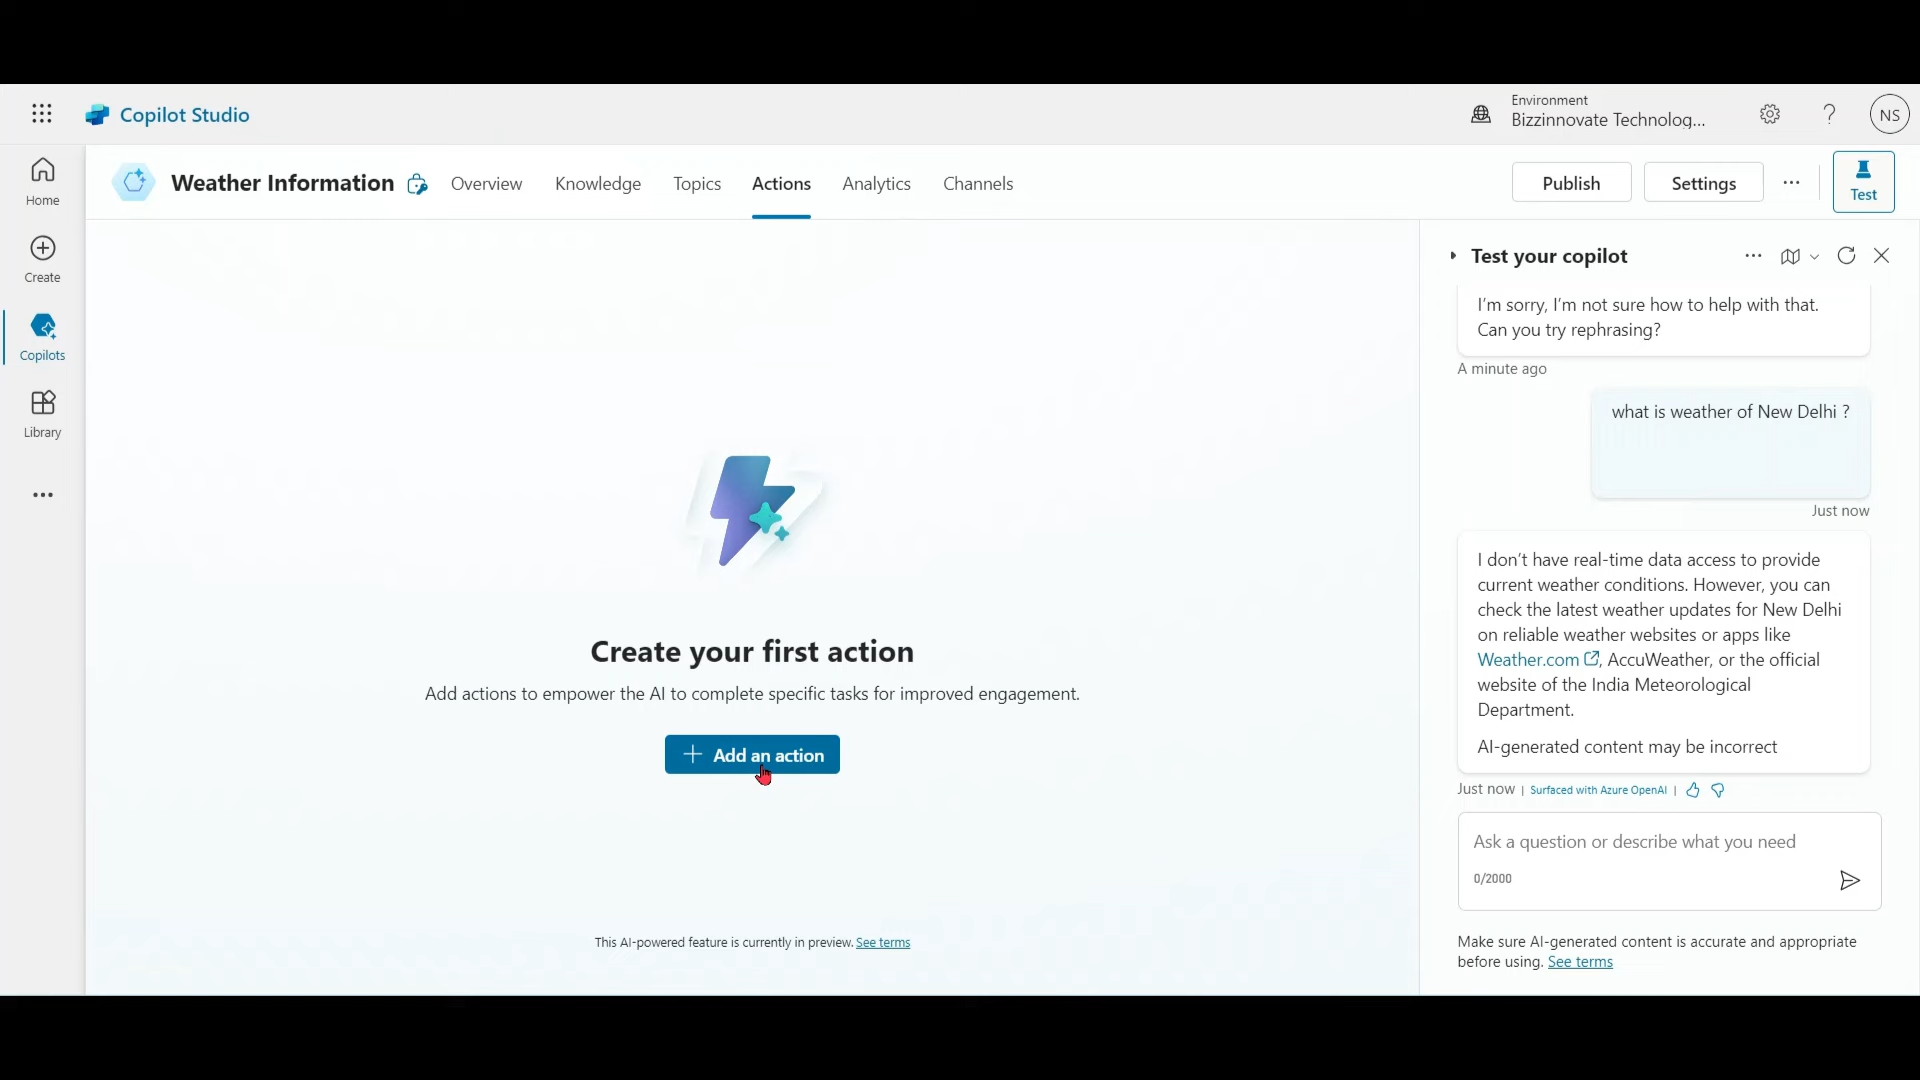 Copilot Studio
Environment
Bizzinnovate Technolog...
?
NS
Home
Create
Copilots
Library
Weather Information
Overview
Knowledge
Topics
Actions
Analytics
Channels
Publish
Settings
Test
Create your first action
Add actions to empower the AI to complete specific tasks for improved engagement.
Add an action
This AI-powered feature is currently in preview. See terms
Test your copilot
I'm sorry, I'm not sure how to help with that.
Can you try rephrasing?
A minute ago
what is weather of New Delhi ?
Just now
I don't have real-time data access to provide
current weather conditions. However, you can
check the latest weather updates for New Delhi
on reliable weather websites or apps like
Weather.com, AccuWeather, or the official
website of the India Meteorological
Department.
AI-generated content may be incorrect
Just now | Surfaced with Azure OpenAI |
Ask a question or describe what you need
0/2000
Make sure AI-generated content is accurate and appropriate
before using. See terms